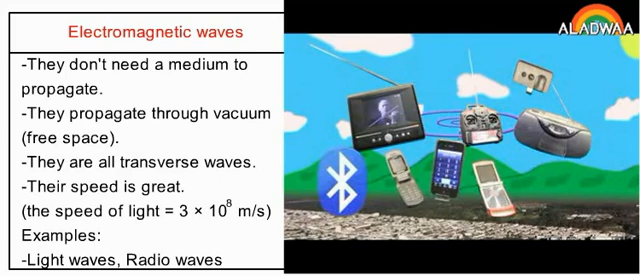 Electromagnetic waves
-They don't need a medium to
propagate.
-They propagate through vacuum
(free space).
-They are all transverse waves.
-Their speed is great.
(the speed of light = 3 × 10⁸ m/s)
Examples:
-Light waves, Radio waves
ALADWAA